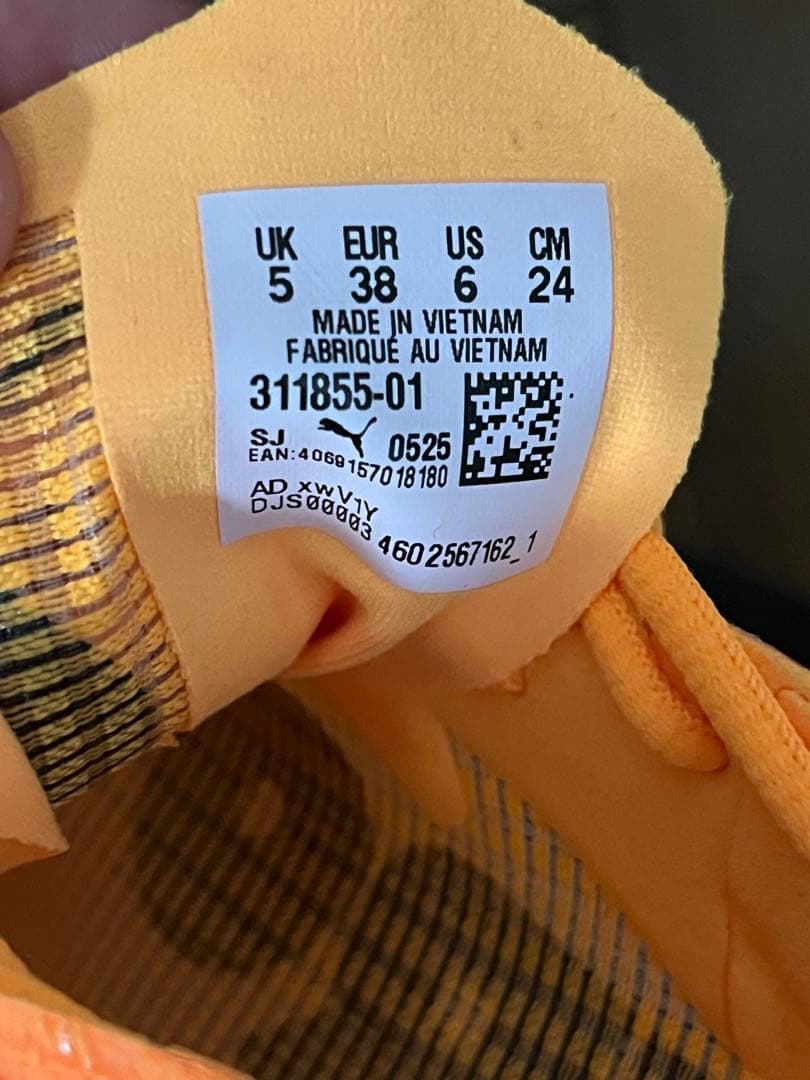 UK EUR US CM
5 38 6 24
MADE IN VIETNAM
FABRIQUÉ AU VIETNAM
311855-01
SJ 0525
EAN:4069157018180
AD xwV1Y
DJS00003 4602567162_1